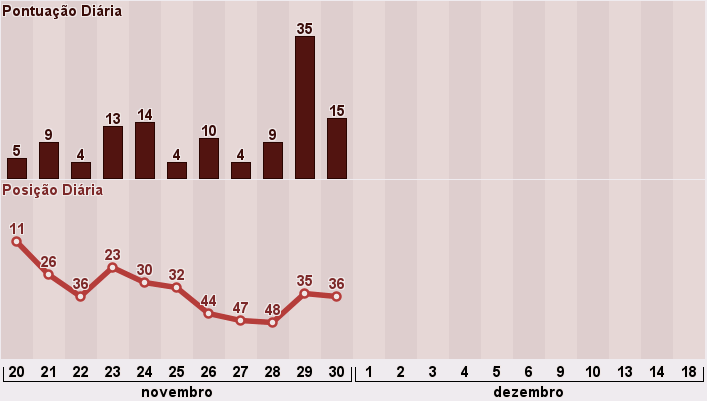 Pontuação Diária
5 9 4 13 14 4 10 4 9 35 15
Posição Diária
11 26 36 23 30 32 44 47 48 35 36
20 21 22 23 24 25 26 27 28 29 30 1 2 3 4 5 6 9 10 13 14 18
novembro dezembro